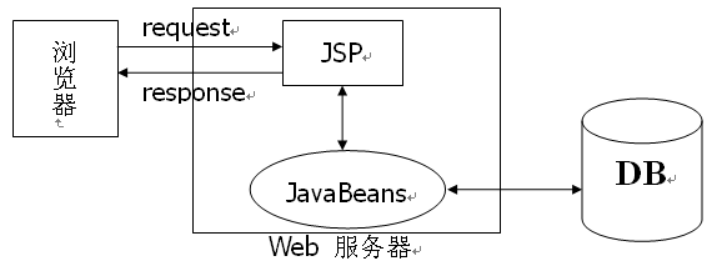 浏览器
request
response
JSP
JavaBeans
DB
Web 服务器